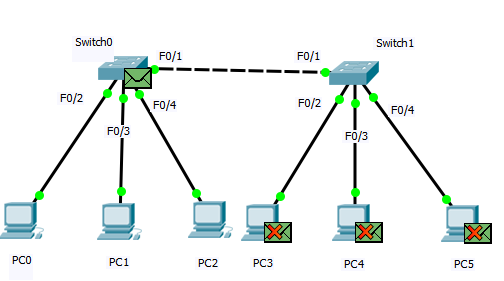 Switch0
F0/1
F0/1
Switch1
F0/2
F0/3
F0/4
F0/2
F0/3
F0/4
PC0
PC1
PC2
PC3
PC4
PC5